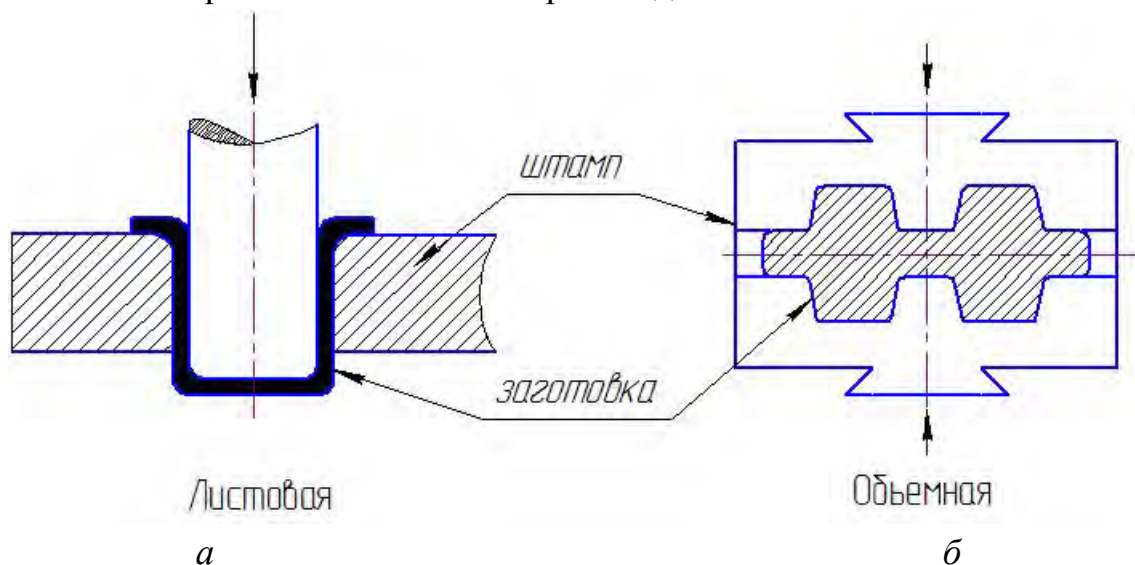 штамп
заготовка
Листовая
Обьемная
а
б